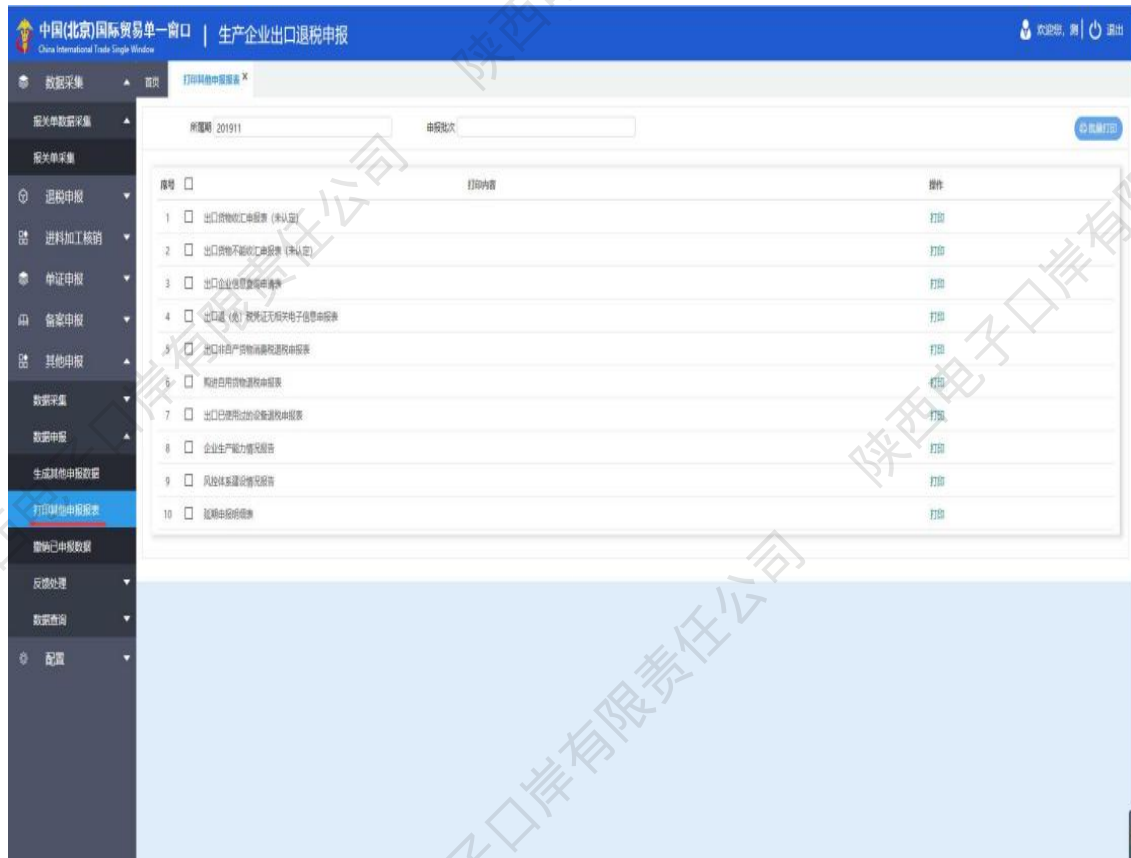 中国(北京)国际贸易单一窗口 | 生产企业出口退税申报
China International Trade Single Window
欢迎您, 测 | 退出
数据采集
首页 打印其他申报报表 X
报关单数据采集
所属期 201911 申报批次 批量打印
报关单采集
序号 打印内容 操作
退税申报
1 出口货物收汇申报表（未认定） 打印
进料加工核销
2 出口货物不能收汇申报表（未认定） 打印
单证申报
3 出口企业信息查询申请表 打印
备案申报
4 出口退（免）税凭证无相关电子信息申报表 打印
其他申报
5 出口非自产货物消费税退税申报表 打印
6 购进自用货物退税申报表 打印
数据采集
7 出口已使用过的设备退税申报表 打印
数据申报
8 企业生产能力情况报告 打印
生成其他申报数据
9 风控体系建设情况报告 打印
打印其他申报报表
10 延期申报明细表 打印
撤销已申报数据
反馈处理
数据查询
配置
陕西电子口岸有限责任公司